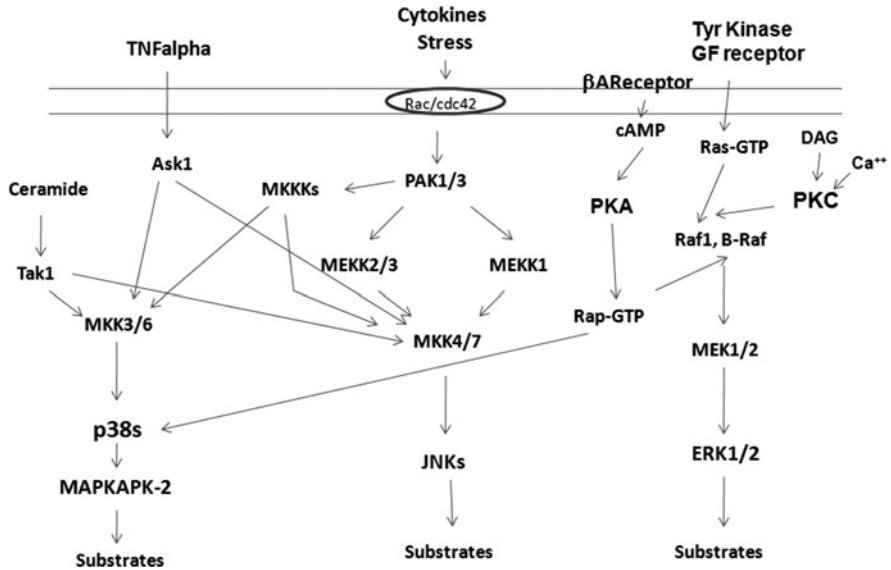 Cytokines
Stress
TNFalpha
Tyr Kinase
GF receptor
βAReceptor
Rac/cdc42
cAMP
Ras-GTP
DAG
Ca++
Ask1
Ceramide
MKKKs
PAK1/3
PKA
PKC
Raf1, B-Raf
Tak1
MEKK2/3
MEKK1
MKK3/6
MKK4/7
Rap-GTP
MEK1/2
p38s
JNKs
ERK1/2
MAPKAPK-2
Substrates
Substrates
Substrates